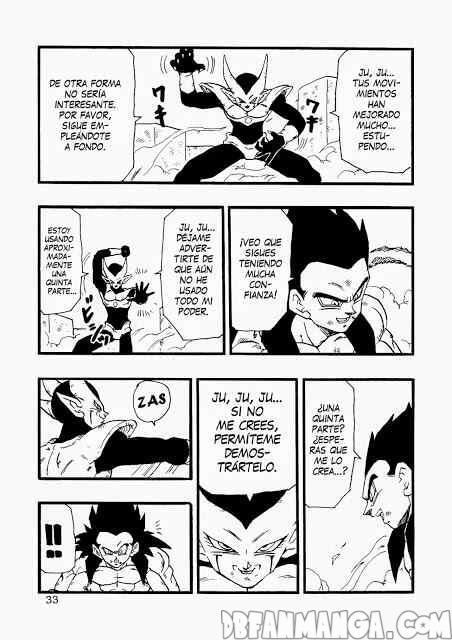 JU, JU...
TUS MOVI-
MIENTOS
HAN
MEJORADO
MUCHO...
ESTU-
PENDO...
ワキ
ワキ
DE OTRA FORMA
NO SERÍA
INTERESANTE.
POR FAVOR,
SIGUE EM-
PLEÁNDOTE
A FONDO.
¡VEO QUE
SIGUES
TENIENDO
MUCHA
CON-
FIANZA!
JU, JU...
DÉJAME
ADVER-
TIRTE DE
QUE AÚN
NO HE
USADO
TODO MI
PODER.
ESTOY
USANDO
APROXI-
MADAMENTE
UNA
QUINTA
PARTE...
¿UNA
QUINTA
PARTE?
¿ESPE-
RAS QUE
ME LO
CREA...?
JU, JU, JU...
SI NO
ME CREES,
PERMÍTEME
DEMOS-
TRÁRTELO.
ZAS
!!
33
DBFANMANGA.COM